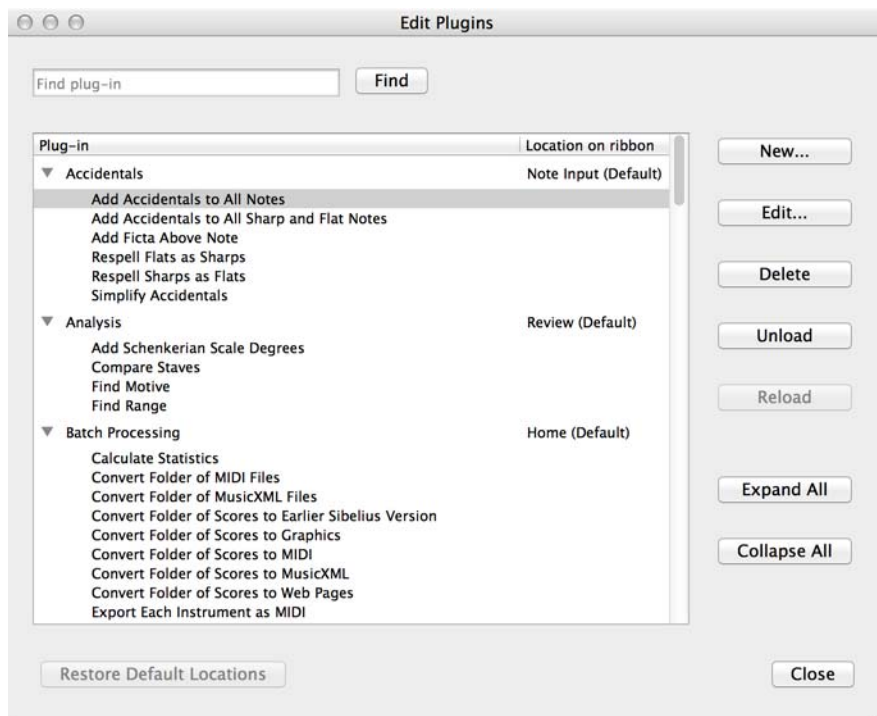 Edit Plugins
Find plug-in
Find
Plug-in Location on ribbon
Accidentals Note Input (Default)
Add Accidentals to All Notes
Add Accidentals to All Sharp and Flat Notes
Add Ficta Above Note
Respell Flats as Sharps
Respell Sharps as Flats
Simplify Accidentals
Analysis Review (Default)
Add Schenkerian Scale Degrees
Compare Staves
Find Motive
Find Range
Batch Processing Home (Default)
Calculate Statistics
Convert Folder of MIDI Files
Convert Folder of MusicXML Files
Convert Folder of Scores to Earlier Sibelius Version
Convert Folder of Scores to Graphics
Convert Folder of Scores to MIDI
Convert Folder of Scores to MusicXML
Convert Folder of Scores to Web Pages
Export Each Instrument as MIDI
New...
Edit...
Delete
Unload
Reload
Expand All
Collapse All
Restore Default Locations
Close